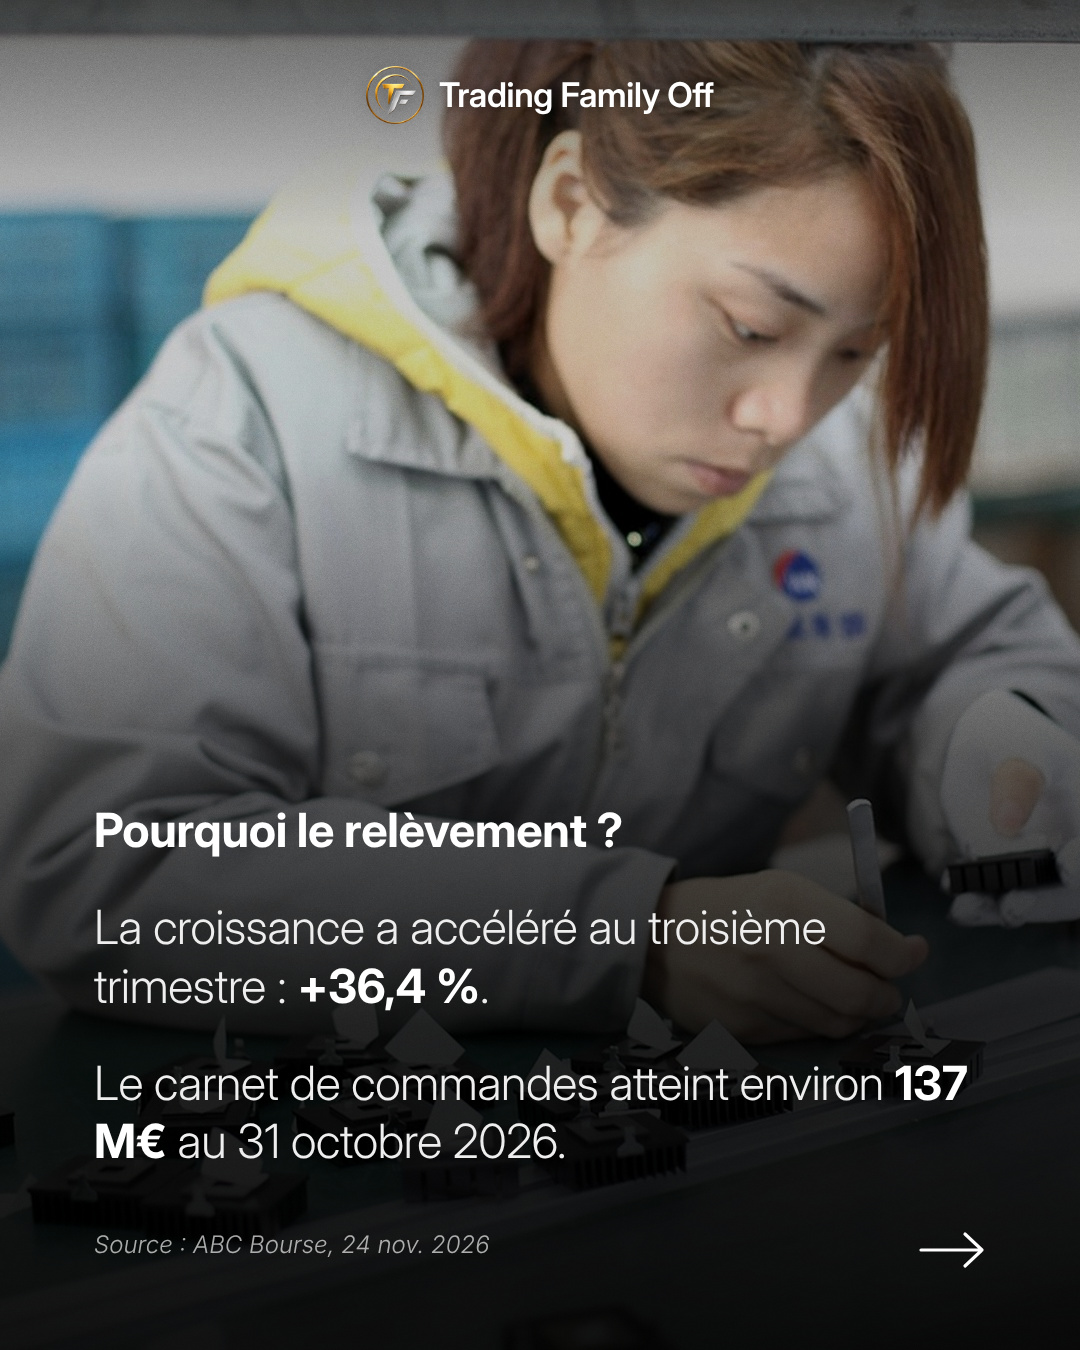 Trading Family Off
Pourquoi le relèvement ?
La croissance a accéléré au troisième
trimestre : +36,4 %.
Le carnet de commandes atteint environ 137
M€ au 31 octobre 2026.
Source : ABC Bourse, 24 nov. 2026